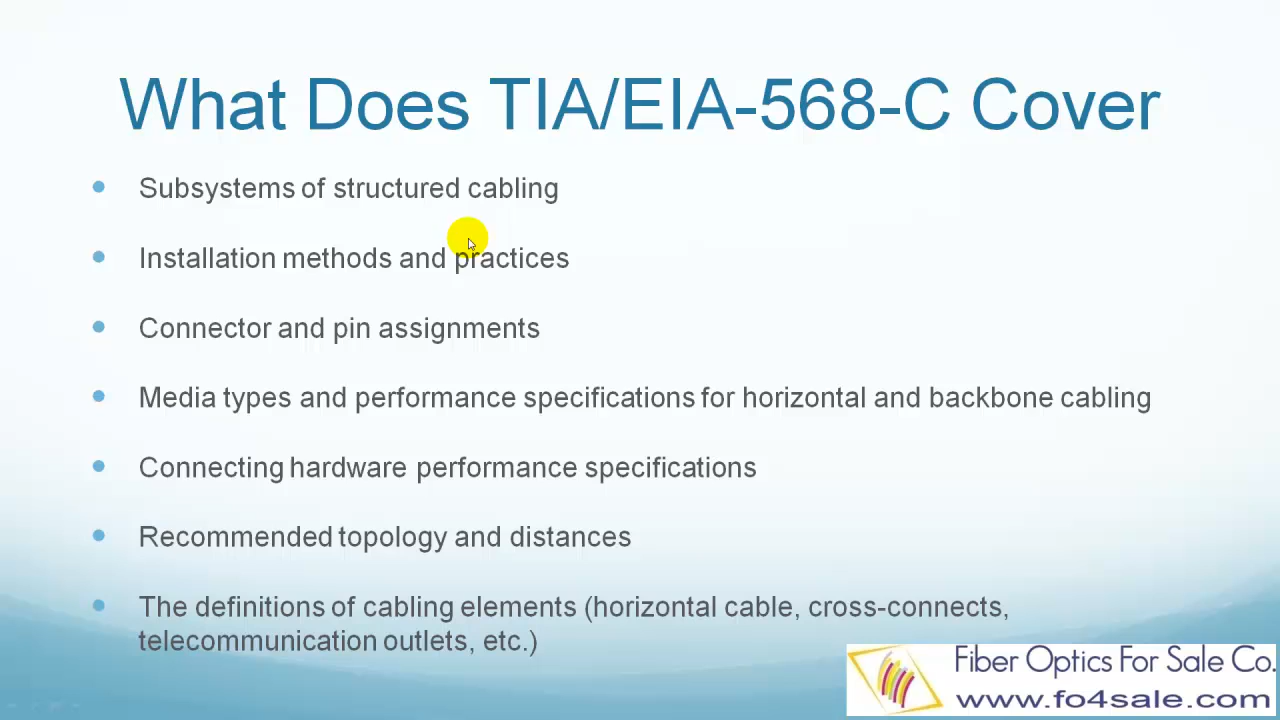 What Does TIA/EIA-568-C Cover
Subsystems of structured cabling
Installation methods and practices
Connector and pin assignments
Media types and performance specifications for horizontal and backbone cabling
Connecting hardware performance specifications
Recommended topology and distances
The definitions of cabling elements (horizontal cable, cross-connects,
telecommunication outlets, etc.)
Fiber Optics For Sale Co.
www.fo4sale.com